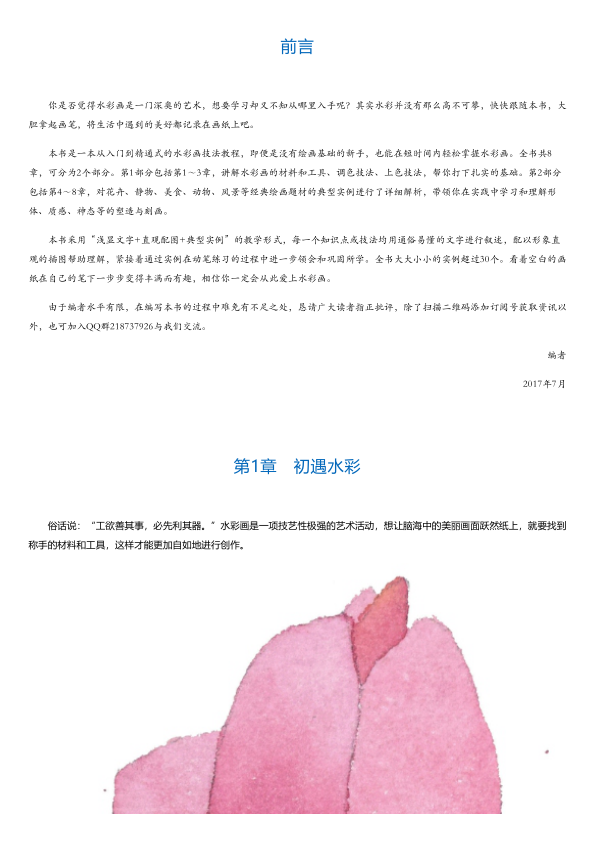 前言
你是否觉得水彩画是一门深奥的艺术，想要学习却又不知从哪里入手呢？其实水彩并没有那么高不可攀，快快跟随本书，大
胆拿起画笔，将生活中遇到的美好都记录在画纸上吧。
本书是一本从入门到精通式的水彩画技法教程，即便是没有绘画基础的新手，也能在短时间内轻松掌握水彩画。全书共8
章，可分为2个部分。第1部分包括第1～3章，讲解水彩画的材料和工具、调色技法、上色技法，帮你打下扎实的基础。第2部分
包括第4～8章，对花卉、静物、美食、动物、风景等经典绘画题材的典型实例进行了详细解析，带领你在实践中学习和理解形
体、质感、神态等的塑造与刻画。
本书采用“浅显文字+直观配图+典型实例”的教学形式，每一个知识点或技法均用通俗易懂的文字进行叙述，配以形象直
观的插图帮助理解，紧接着通过实例在动笔练习的过程中进一步领会和巩固所学。全书大大小小的实例超过30个。看着空白的画
纸在自己的笔下一步步变得丰满而有趣，相信你一定会从此爱上水彩画。
由于编者水平有限，在编写本书的过程中难免有不足之处，恳请广大读者指正批评，除了扫描二维码添加订阅号获取资讯以
外，也可加入QQ群218737926与我们交流。
编者
2017年7月
第1章　初遇水彩
俗话说：“工欲善其事，必先利其器。”水彩画是一项技艺性极强的艺术活动，想让脑海中的美丽画面跃然纸上，就要找到
称手的材料和工具，这样才能更加自如地进行创作。